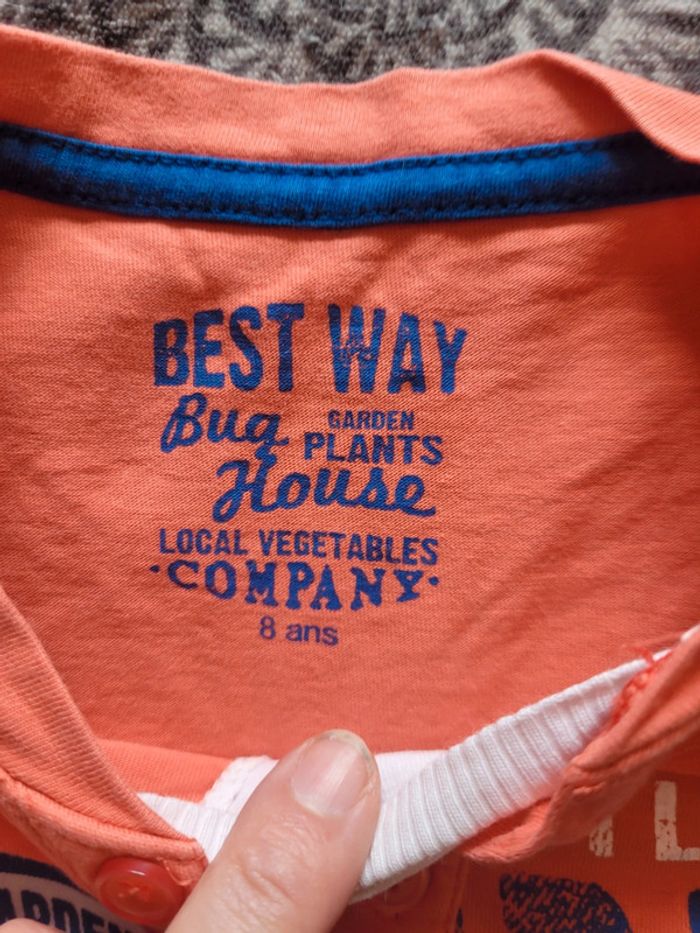 BEST WAY
Bug GARDEN
PLANTS
House
LOCAL VEGETABLES
·COMPANY·
8 ans